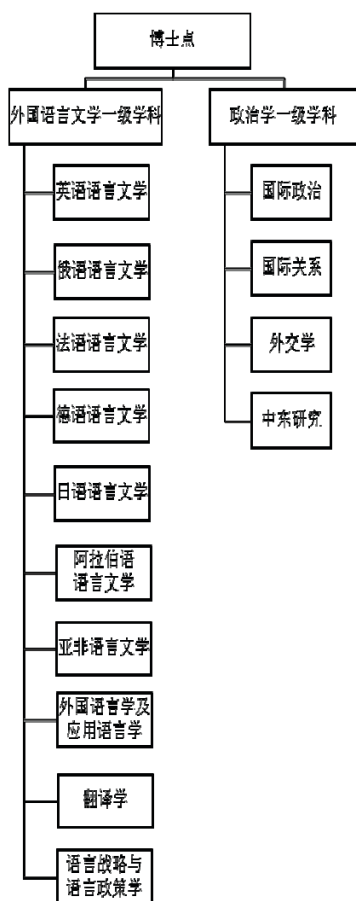 博士点
外国语言文学一级学科
政治学一级学科
英语语言文学
俄语语言文学
法语语言文学
德语语言文学
日语语言文学
阿拉伯语
语言文学
亚非语言文学
外国语言学及
应用语言学
翻译学
语言战略与
语言政策学
国际政治
国际关系
外交学
中东研究